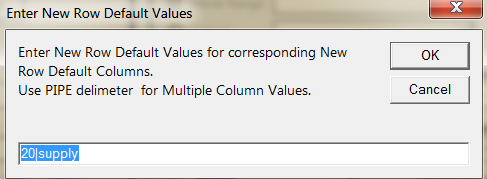 Enter New Row Default Values
Enter New Row Default Values for corresponding New
Row Default Columns.
Use PIPE delimeter for Multiple Column Values.
OK
Cancel
20|supply